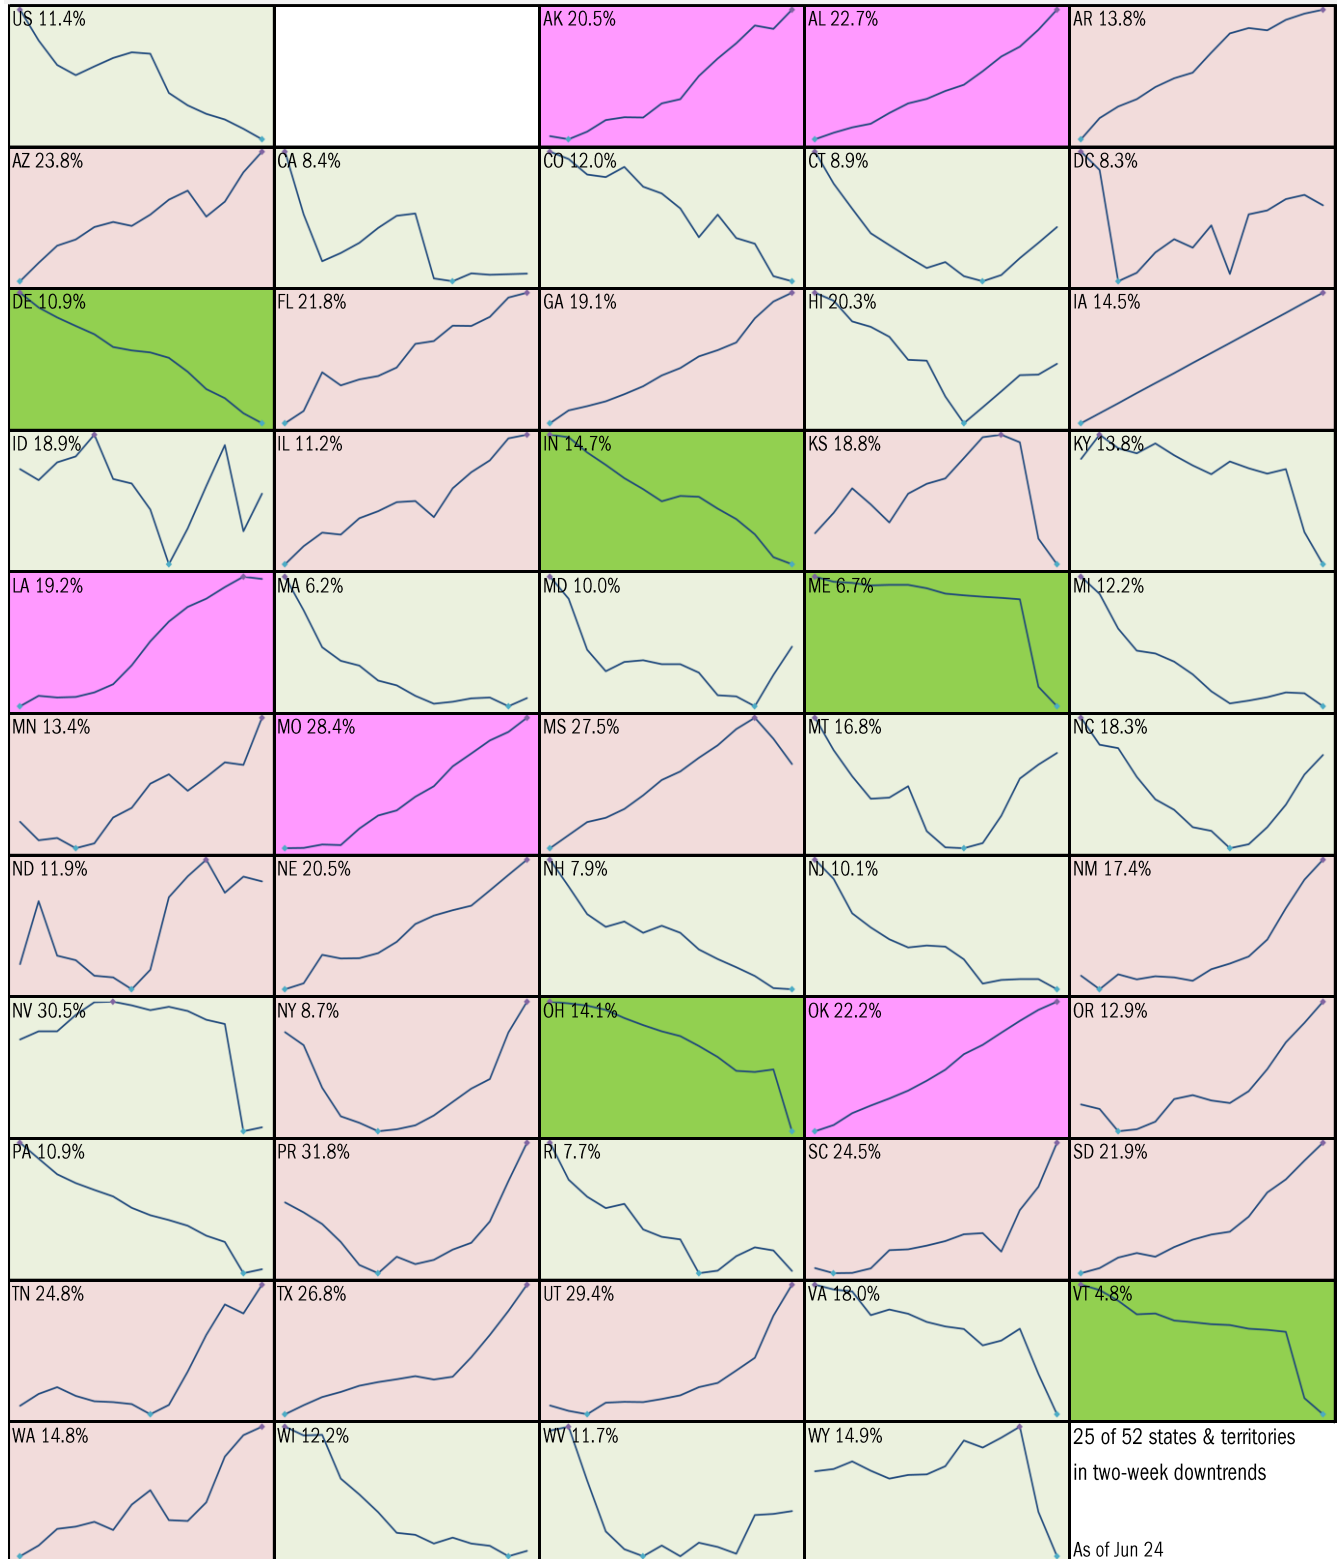 US 11.4%
AK 20.5%
AL 22.7%
AR 13.8%
AZ 23.8%
CA 8.4%
CO 12.0%
CT 8.9%
DC 8.3%
DE 10.9%
FL 21.8%
GA 19.1%
HI 20.3%
IA 14.5%
ID 18.9%
IL 11.2%
IN 14.7%
KS 18.8%
KY 13.8%
LA 19.2%
MA 6.2%
MD 10.0%
ME 6.7%
MI 12.2%
MN 13.4%
MO 28.4%
MS 27.5%
MT 16.8%
NC 18.3%
ND 11.9%
NE 20.5%
NH 7.9%
NJ 10.1%
NM 17.4%
NV 30.5%
NY 8.7%
OH 14.1%
OK 22.2%
OR 12.9%
PA 10.9%
PR 31.8%
RI 7.7%
SC 24.5%
SD 21.9%
TN 24.8%
TX 26.8%
UT 29.4%
VA 18.0%
VT 4.8%
WA 14.8%
WI 12.2%
WV 11.7%
WY 14.9%
25 of 52 states & territories
in two-week downtrends
As of Jun 24